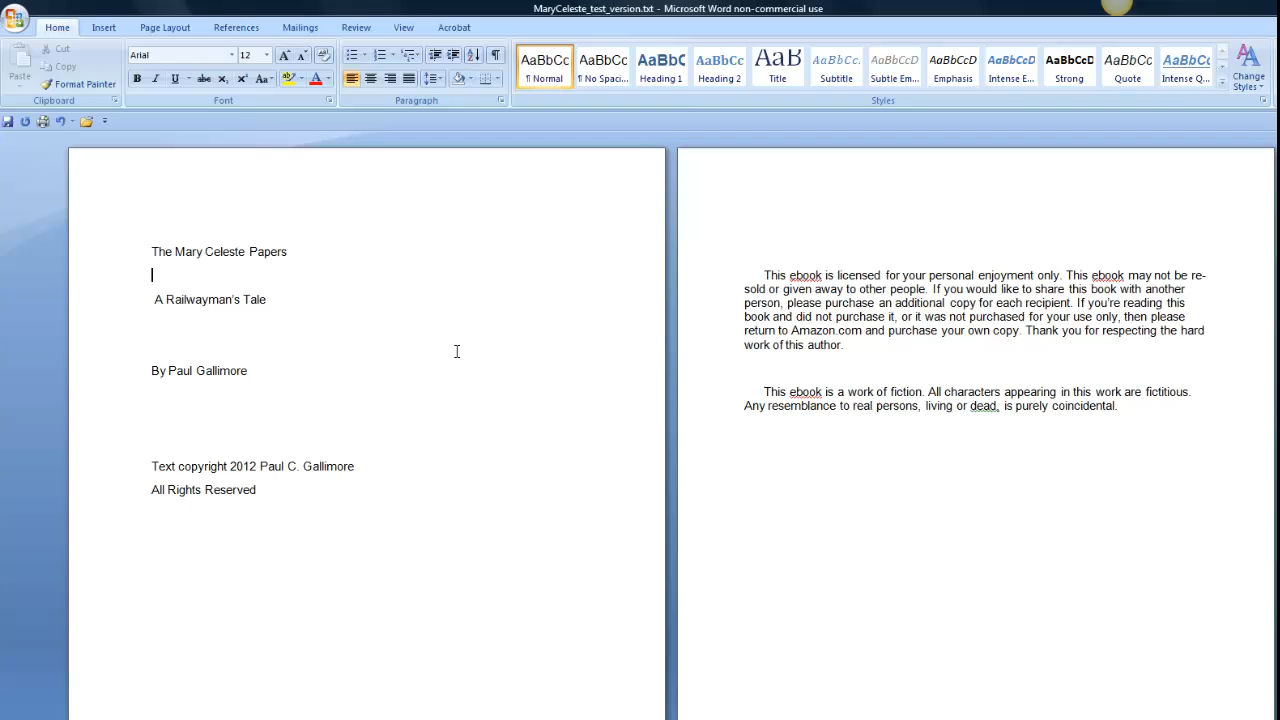 MaryCeleste_test_version.txt - Microsoft Word non-commercial use
Home Insert Page Layout References Mailings Review View Acrobat
Paste
Cut
Copy
Format Painter
Clipboard
Arial 12
B I U abc x₂ x² Aa
Font
Paragraph
AaBbCc AaBbCc AaBbC AaBbCc AaB AaBbCc. AaBbCcD AaBbCcD AaBbCcD AaBbCcD AaBbCc AaBbCc
¶ Normal ¶ No Spaci... Heading 1 Heading 2 Title Subtitle Subtle Em... Emphasis Intense E... Strong Quote Intense Q...
Change
Styles
Styles
The Mary Celeste Papers
A Railwayman's Tale
By Paul Gallimore
Text copyright 2012 Paul C. Gallimore
All Rights Reserved
This ebook is licensed for your personal enjoyment only. This ebook may not be re-
sold or given away to other people. If you would like to share this book with another
person, please purchase an additional copy for each recipient. If you're reading this
book and did not purchase it, or it was not purchased for your use only, then please
return to Amazon.com and purchase your own copy. Thank you for respecting the hard
work of this author.
This ebook is a work of fiction. All characters appearing in this work are fictitious.
Any resemblance to real persons, living or dead, is purely coincidental.